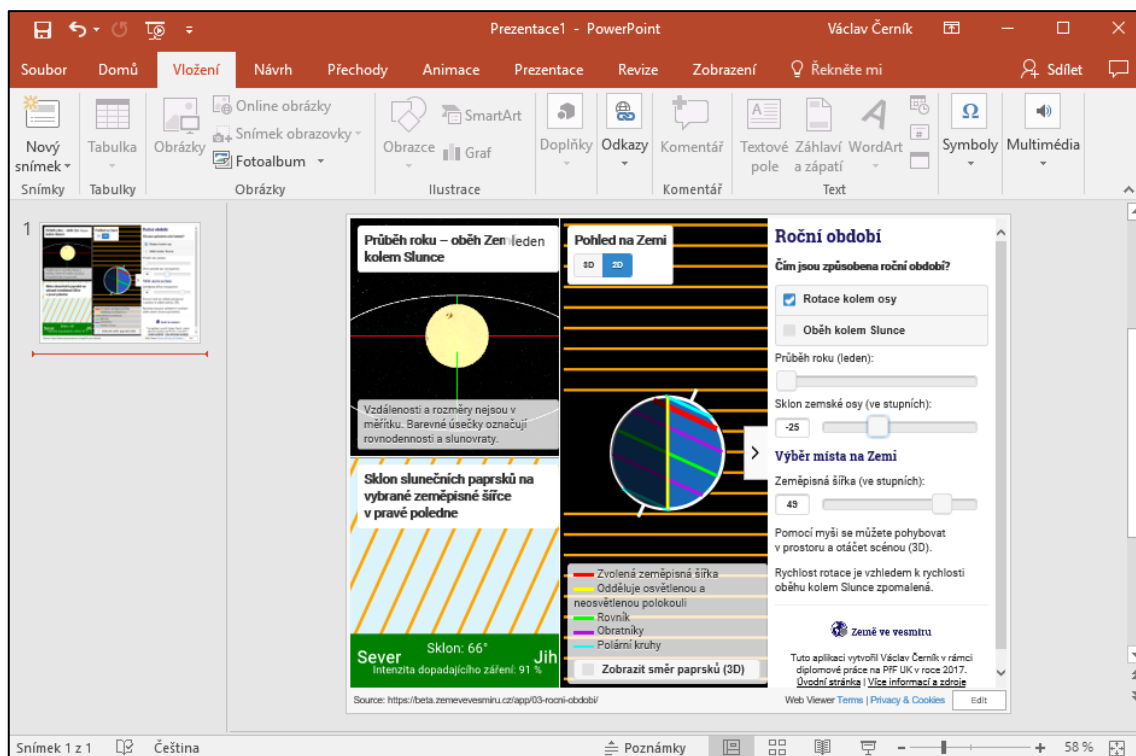 Prezentace1 - PowerPoint
Václav Černík
Soubor
Domů
Vložení
Návrh
Přechody
Animace
Prezentace
Revize
Zobrazení
Řekněte mi
Sdílet
Nový
snímek
Tabulka
Obrázky
Online obrázky
Snímek obrazovky
Fotoalbum
Obrazce
SmartArt
Graf
Doplňky
Odkazy
Komentář
Textové
pole
Záhlaví
a zápatí
WordArt
Symboly
Multimédia
Snímky
Tabulky
Obrázky
Ilustrace
Komentář
Text
1
Průběh roku – oběh Zem leden
kolem Slunce
Vzdálenosti a rozměry nejsou v
měřítku. Barevné úsečky označují
rovnodennosti a slunovraty.
Sklon slunečních paprsků na
vybrané zeměpisné šířce
v pravé poledne
Sever
Sklon: 66°
Jih
Intenzita dopadajícího záření: 91 %
Pohled na Zemi
3D
2D
Zvolená zeměpisná šířka
Odděluje osvětlenou a
neosvětlenou polokouli
Rovník
Obratníky
Polární kruhy
Zobrazit směr paprsků (3D)
Roční období
Čím jsou způsobena roční období?
Rotace kolem osy
Oběh kolem Slunce
Průběh roku (leden):
Sklon zemské osy (ve stupních):
-25
Výběr místa na Zemi
Zeměpisná šířka (ve stupních):
49
Pomocí myši se můžete pohybovat
v prostoru a otáčet scénou (3D).
Rychlost rotace je vzhledem k rychlosti
oběhu kolem Slunce zpomalená.
Země ve vesmíru
Tuto aplikaci vytvořil Václav Černík v rámci
diplomové práce na PřF UK v roce 2017.
Úvodní stránka | Více informací a zdroje
Source: https://beta.zemevevesmiru.cz/app/03-rocni-obdobi/
Web Viewer Terms | Privacy & Cookies
Edit
Snímek 1 z 1
Čeština
Poznámky
58 %